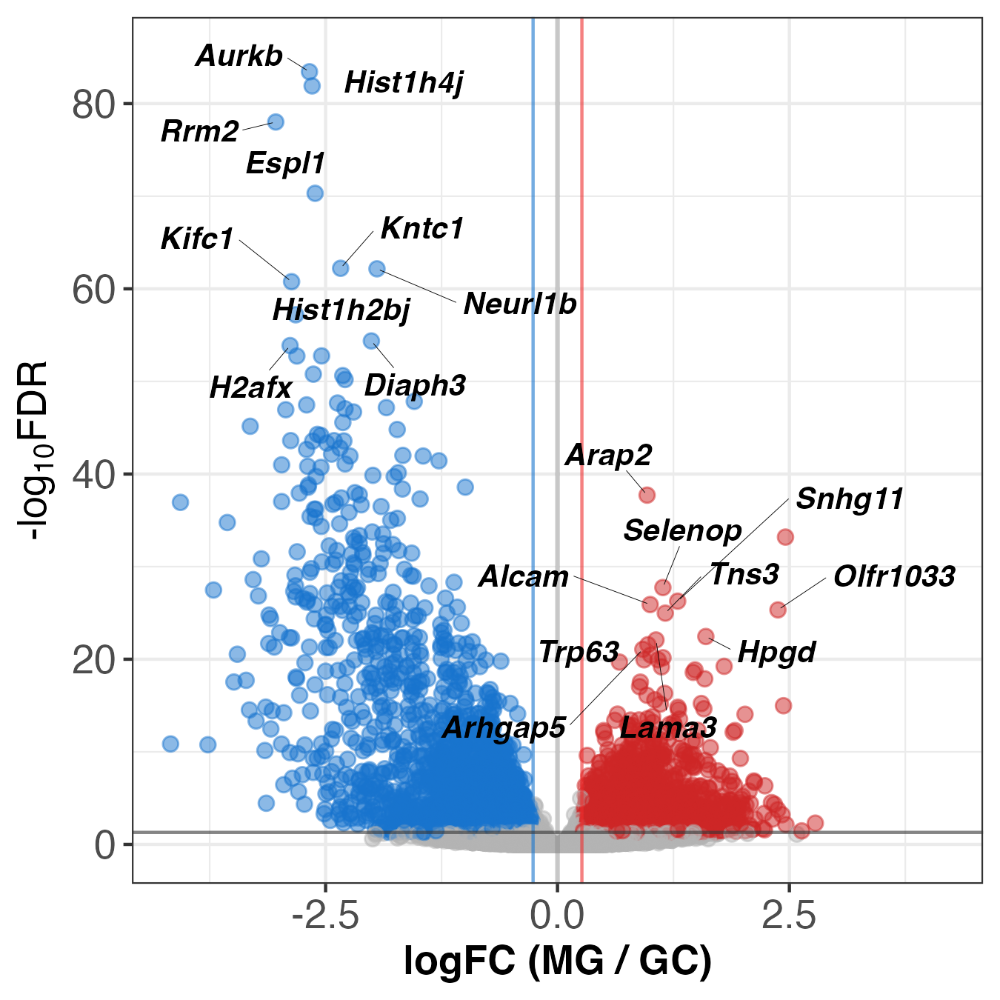 Aurkb
Hist1h4j
80
Rrm2
Espl1
Kntc1
Kifc1
60
Neurl1b
Hist1h2bj
H2afx
Diaph3
-log10FDR
Arap2
40
Snhg11
Selenop
Alcam
Tns3
Olfr1033
Trp63
Hpgd
20
Arhgap5
Lama3
0
-2.5
0.0
2.5
logFC (MG / GC)